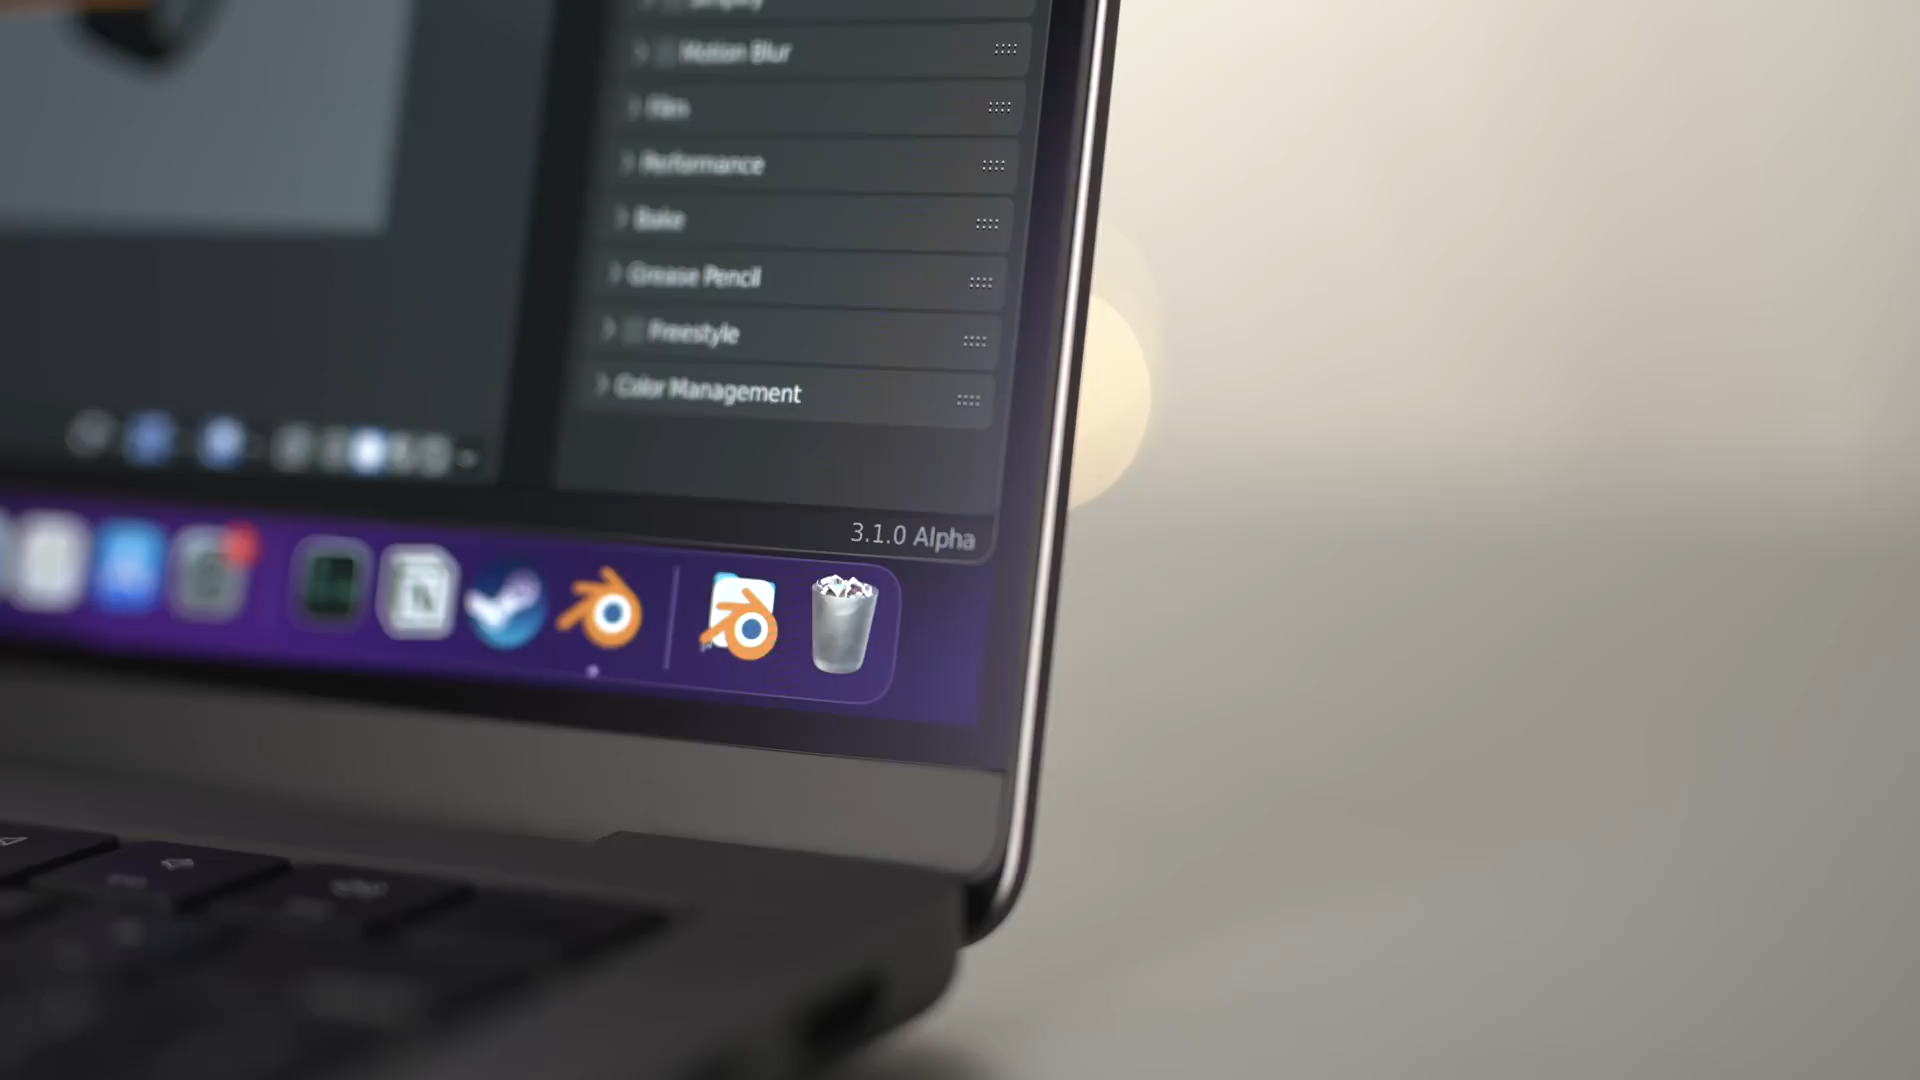 Motion Blur
Film
Performance
Bake
Grease Pencil
Freestyle
Color Management
3.1.0 Alpha